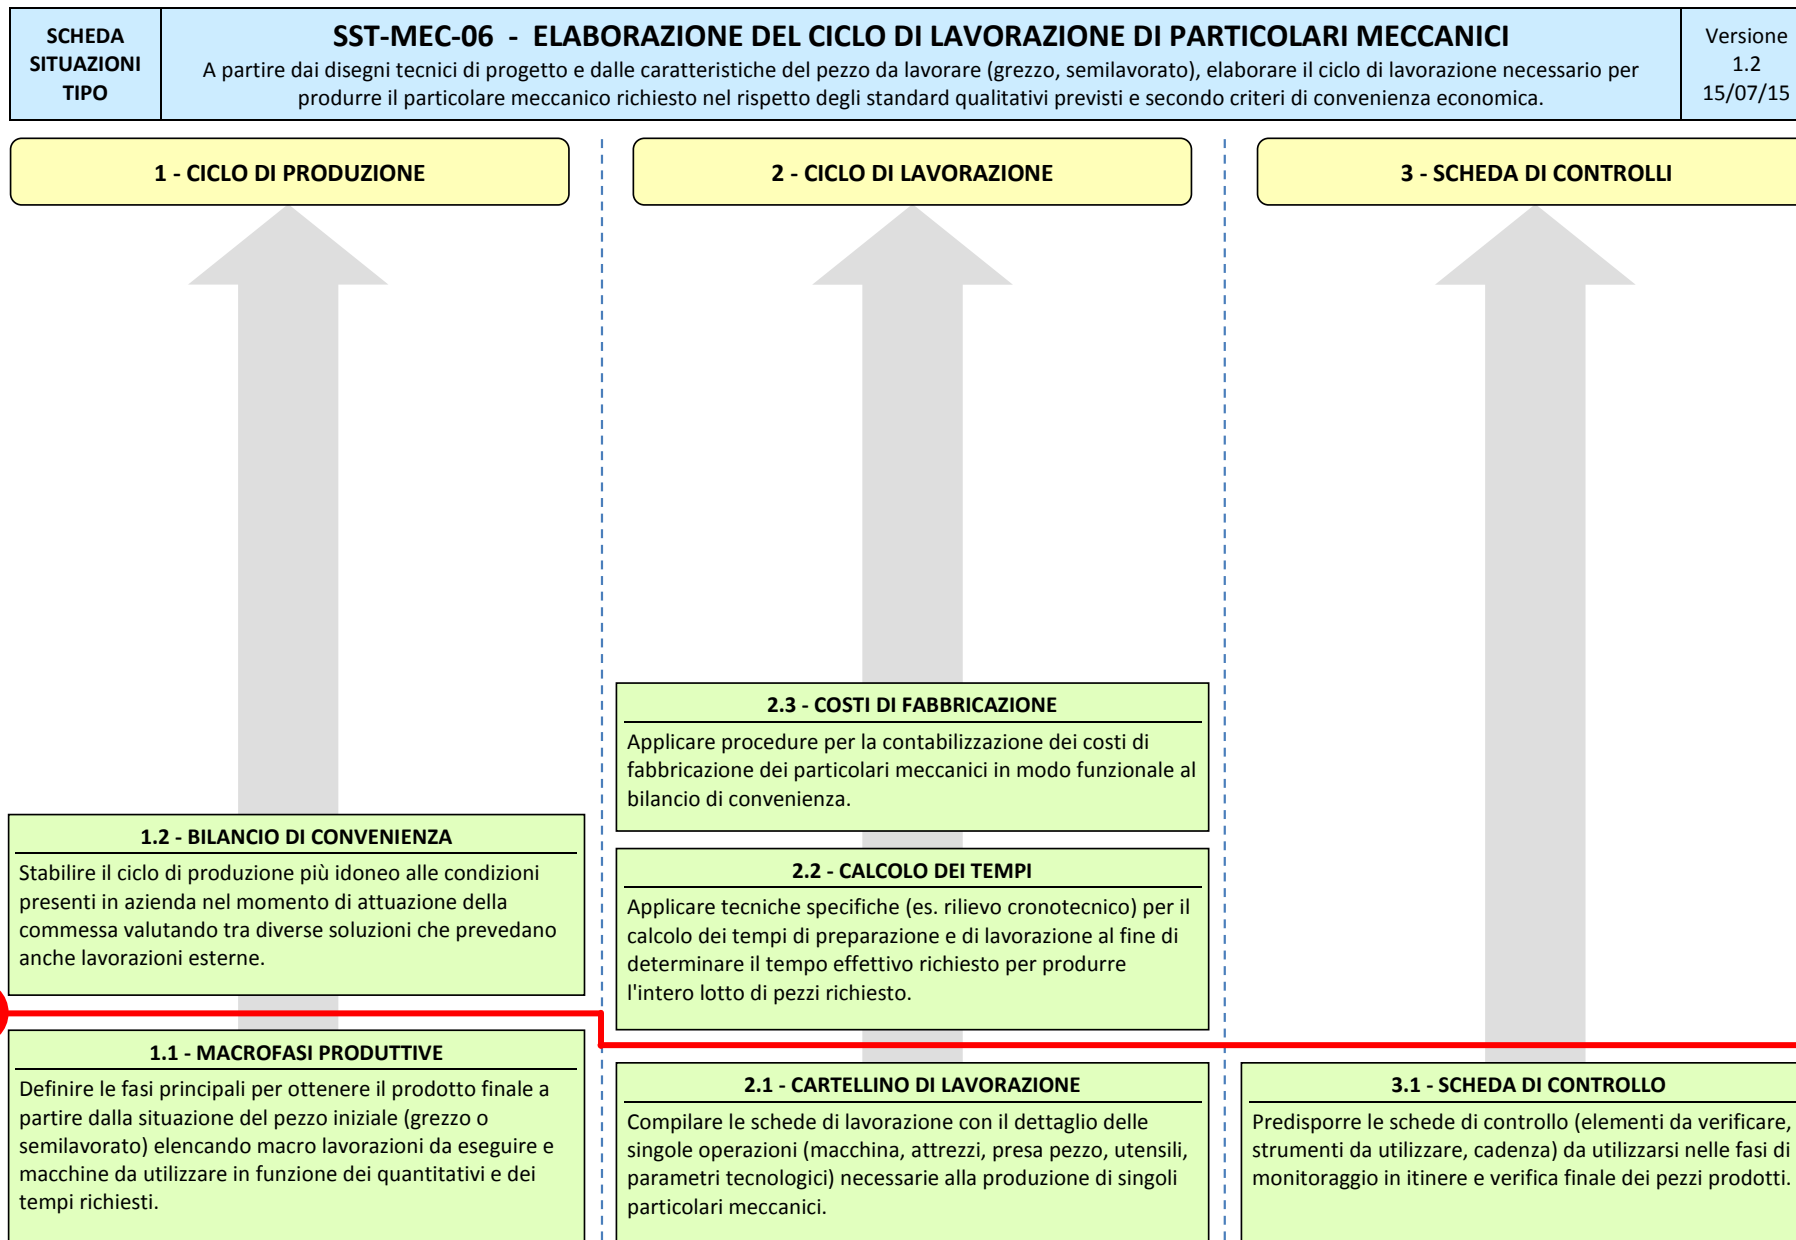 SCHEDA
SITUAZIONI
TIPO
SST-MEC-06 - ELABORAZIONE DEL CICLO DI LAVORAZIONE DI PARTICOLARI MECCANICI
A partire dai disegni tecnici di progetto e dalle caratteristiche del pezzo da lavorare (grezzo, semilavorato), elaborare il ciclo di lavorazione necessario per
produrre il particolare meccanico richiesto nel rispetto degli standard qualitativi previsti e secondo criteri di convenienza economica.
Versione
1.2
15/07/15
1 - CICLO DI PRODUZIONE
2 - CICLO DI LAVORAZIONE
3 - SCHEDA DI CONTROLLI
2.3 - COSTI DI FABBRICAZIONE
Applicare procedure per la contabilizzazione dei costi di
fabbricazione dei particolari meccanici in modo funzionale al
bilancio di convenienza.
1.2 - BILANCIO DI CONVENIENZA
Stabilire il ciclo di produzione più idoneo alle condizioni
presenti in azienda nel momento di attuazione della
commessa valutando tra diverse soluzioni che prevedano
anche lavorazioni esterne.
2.2 - CALCOLO DEI TEMPI
Applicare tecniche specifiche (es. rilievo cronotecnico) per il
calcolo dei tempi di preparazione e di lavorazione al fine di
determinare il tempo effettivo richiesto per produrre
l'intero lotto di pezzi richiesto.
1.1 - MACROFASI PRODUTTIVE
Definire le fasi principali per ottenere il prodotto finale a
partire dalla situazione del pezzo iniziale (grezzo o
semilavorato) elencando macro lavorazioni da eseguire e
macchine da utilizzare in funzione dei quantitativi e dei
tempi richiesti.
2.1 - CARTELLINO DI LAVORAZIONE
Compilare le schede di lavorazione con il dettaglio delle
singole operazioni (macchina, attrezzi, presa pezzo, utensili,
parametri tecnologici) necessarie alla produzione di singoli
particolari meccanici.
3.1 - SCHEDA DI CONTROLLO
Predisporre le schede di controllo (elementi da verificare,
strumenti da utilizzare, cadenza) da utilizzarsi nelle fasi di
monitoraggio in itinere e verifica finale dei pezzi prodotti.